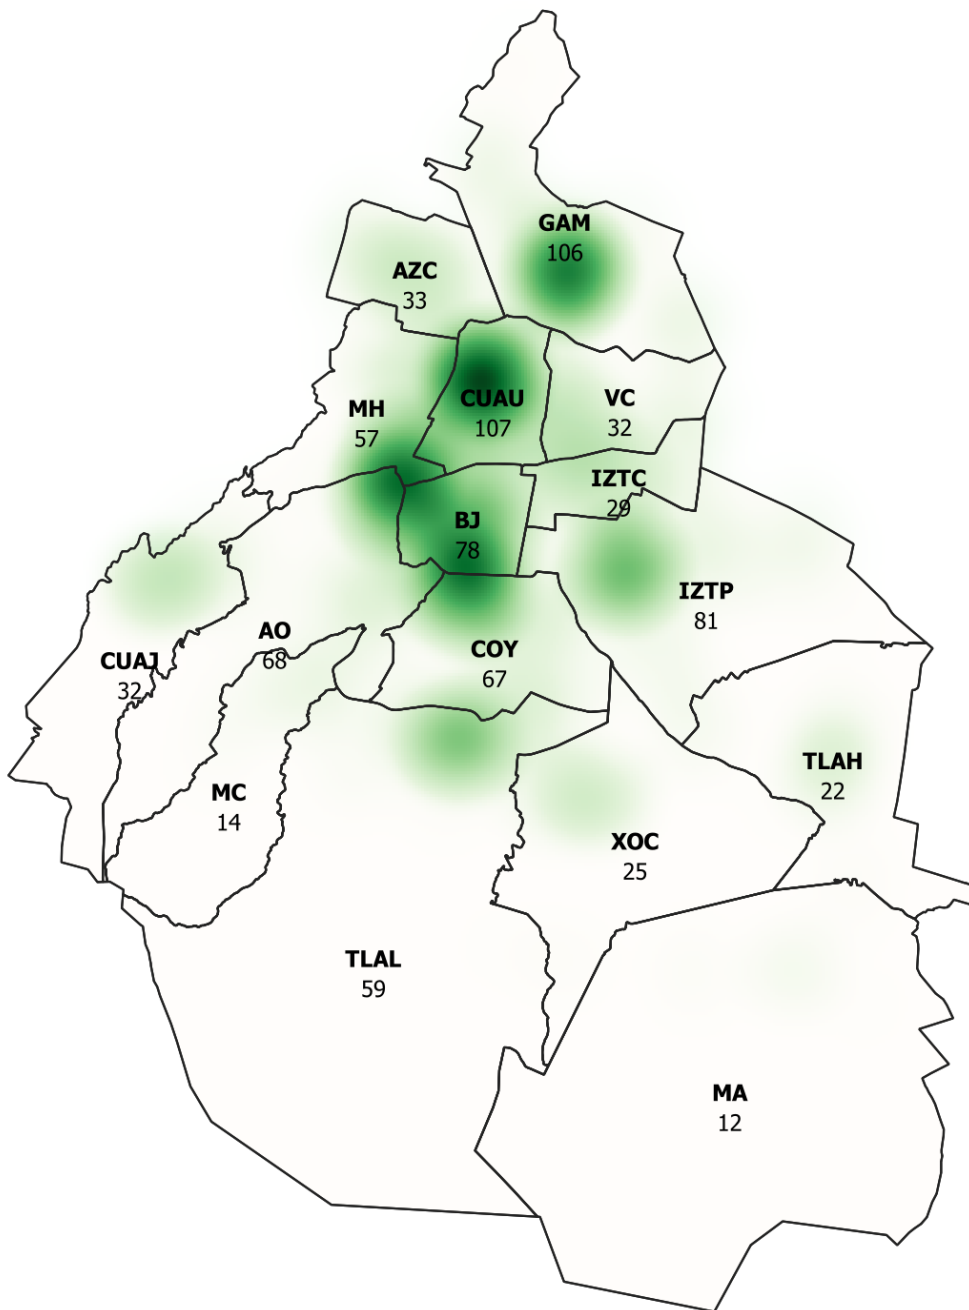 GAM
106
AZC
33
CUAU
107
VC
32
MH
57
IZTC
29
BJ
78
IZTP
81
AO
68
COY
67
CUAJ
32
TLAH
22
MC
14
XOC
25
TLAL
59
MA
12